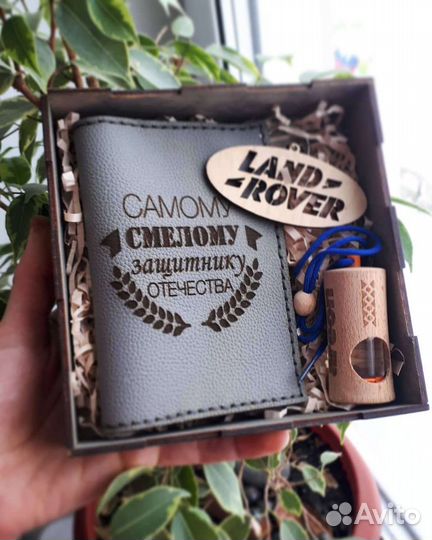 САМОМУ
СМЕЛОМУ
защитнику
ОТЕЧЕСТВА
LAND
ROVER
Avito